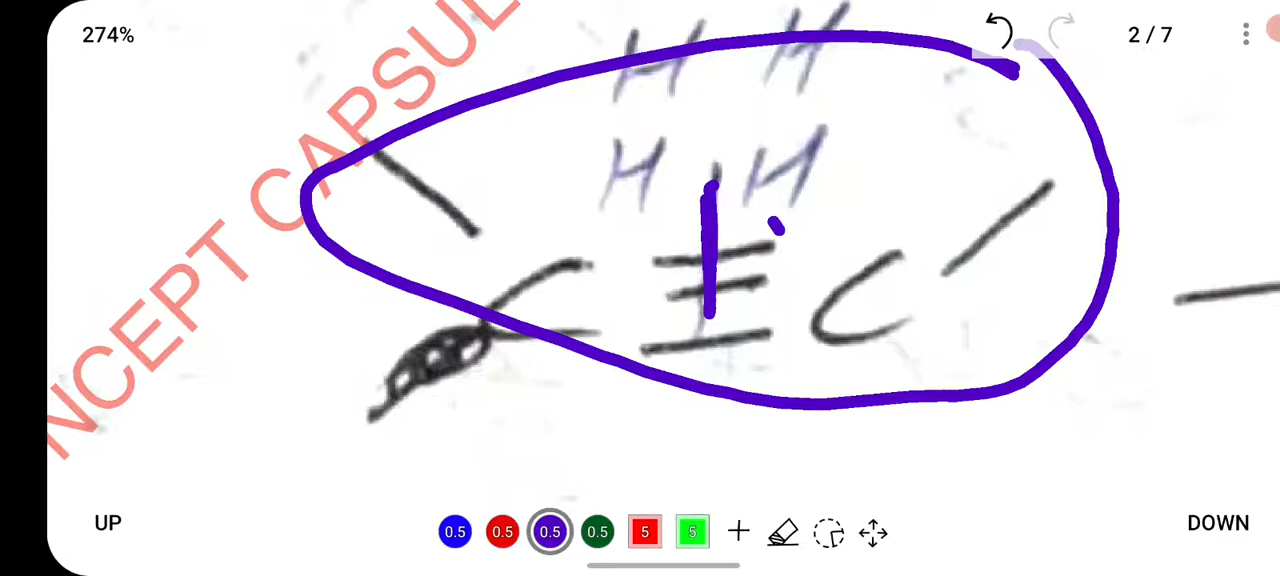 274%
2 / 7
H H
H H
C ≡ C
NCEPT CAPSUL
UP
0.5 0.5 0.5 0.5 5 5
DOWN